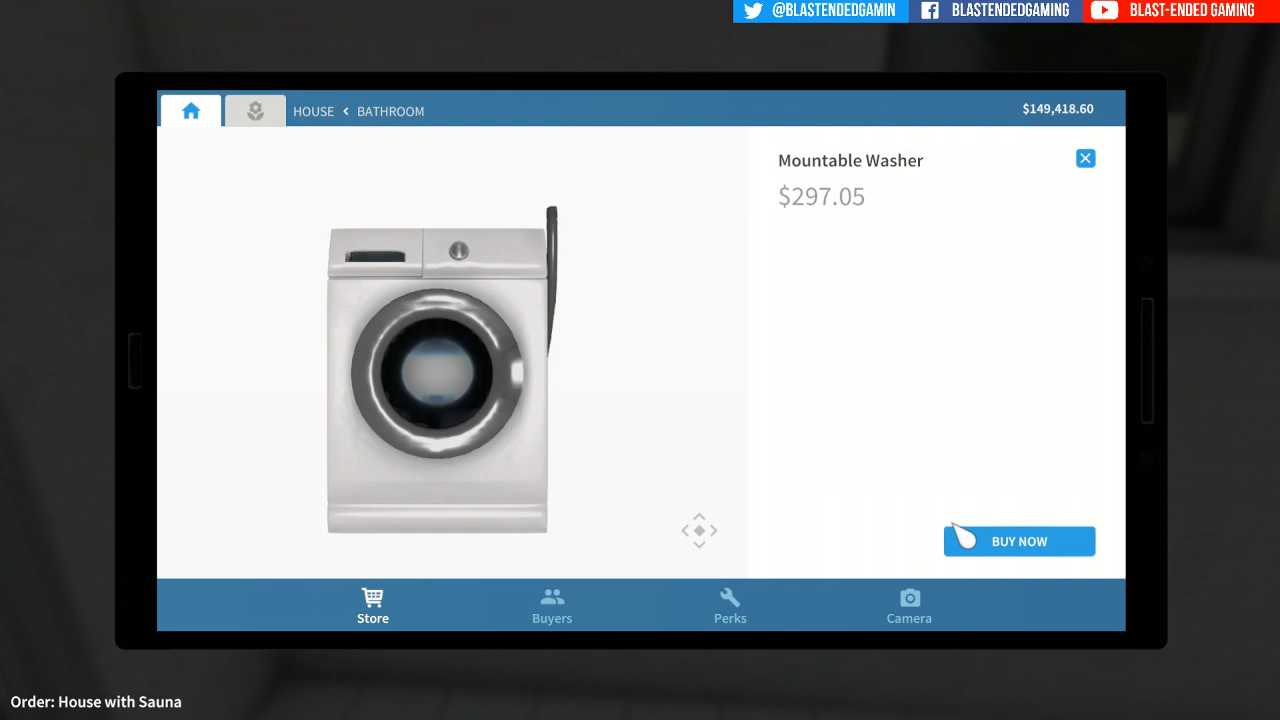 @BLASTENDEDGAMIN BLASTENDEDGAMING BLAST-ENDED GAMING
HOUSE < BATHROOM $149,418.60
Mountable Washer
$297.05
BUY NOW
Store Buyers Perks Camera
Order: House with Sauna